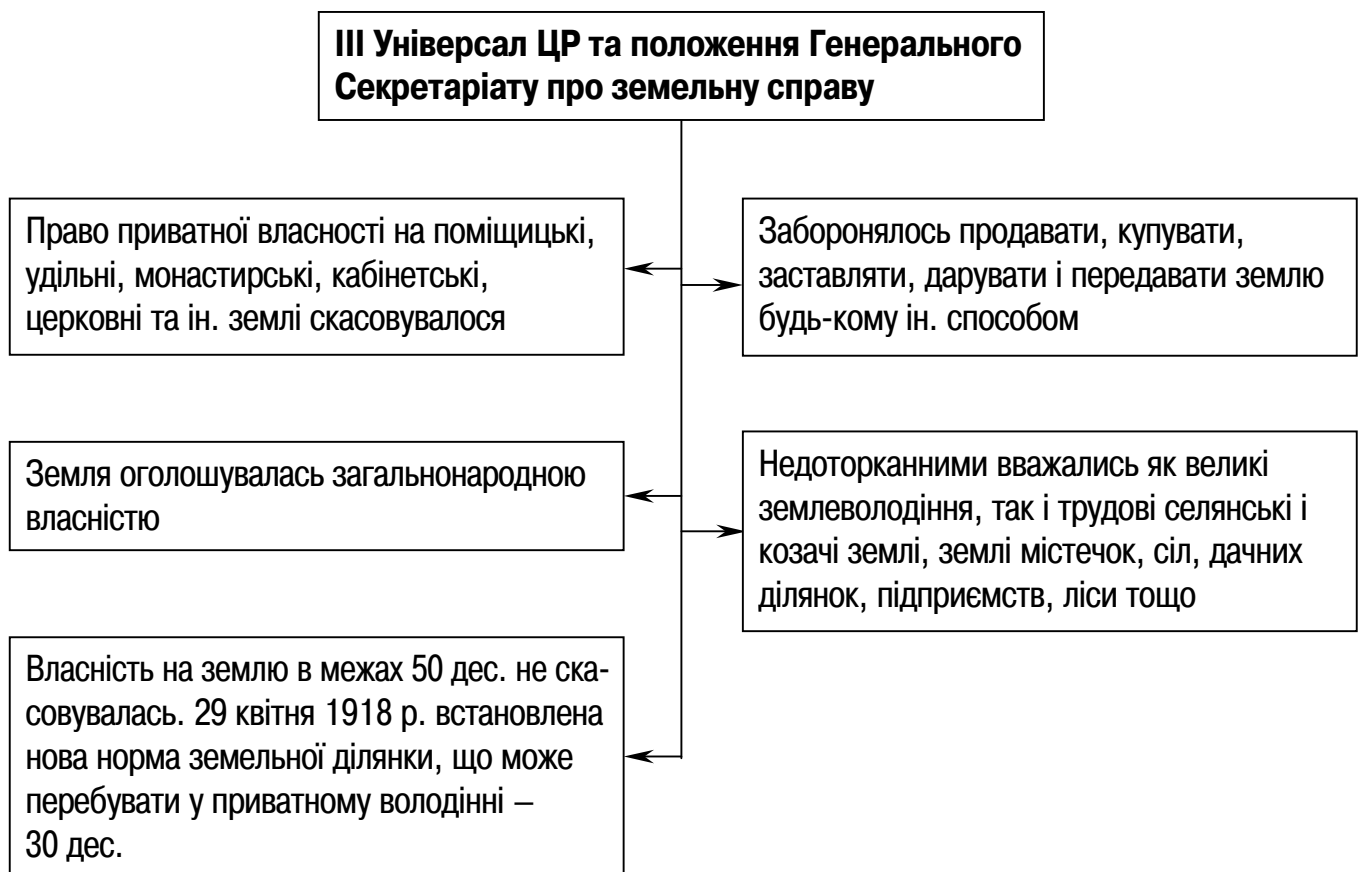 III Універсал ЦР та положення Генерального
Секретаріату про земельну справу
Право приватної власності на поміщицькі,
удільні, монастирські, кабінетські,
церковні та ін. землі скасовувалося
Заборонялось продавати, купувати,
заставляти, дарувати і передавати землю
будь-кому ін. способом
Земля оголошувалась загальнонародною
власністю
Недоторканними вважались як великі
землеволодіння, так і трудові селянські і
козачі землі, землі містечок, сіл, дачних
ділянок, підприємств, ліси тощо
Власність на землю в межах 50 дес. не ска-
совувалась. 29 квітня 1918 р. встановлена
нова норма земельної ділянки, що може
перебувати у приватному володінні –
30 дес.